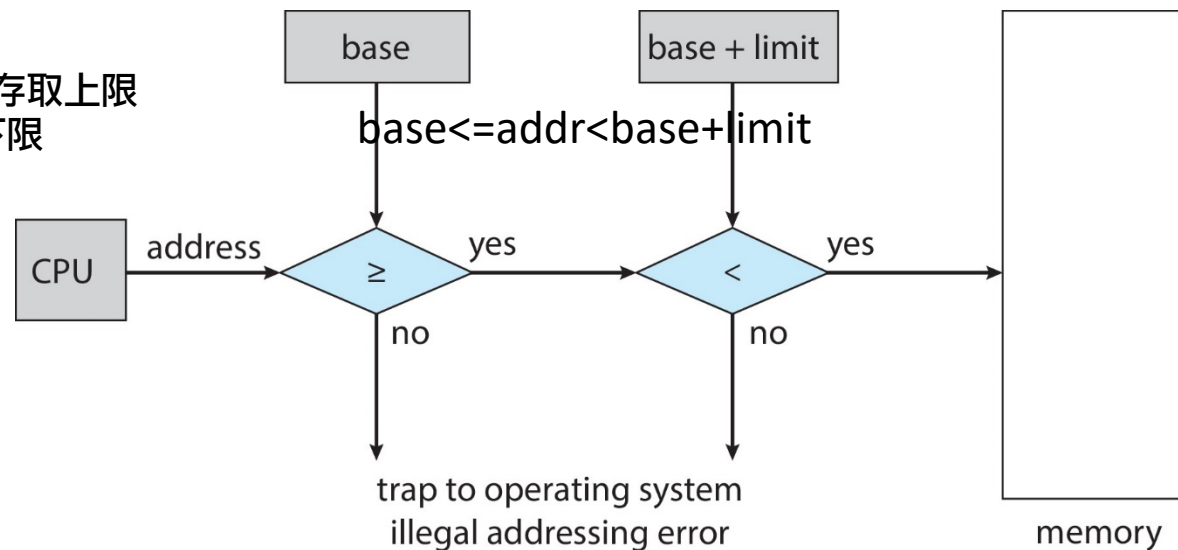 base
base + limit
存取上限
下限
base<=addr<base+limit
CPU
address
≥
yes
<
yes
no
no
trap to operating system
illegal addressing error
memory